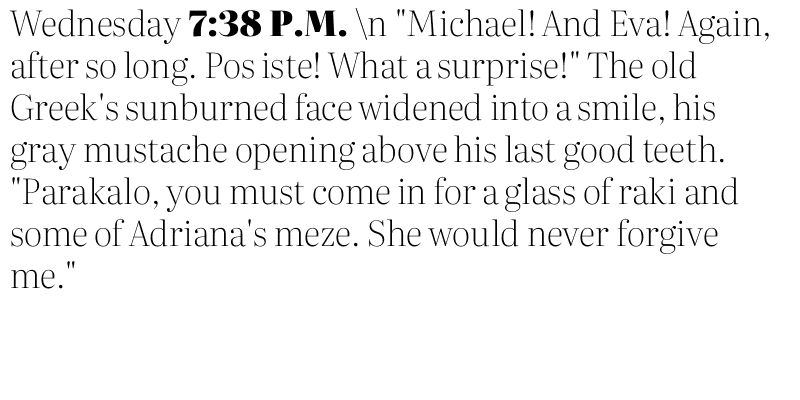 Wednesday 7:38 P.M. \n "Michael! And Eva! Again,
after so long. Pos iste! What a surprise!" The old
Greek's sunburned face widened into a smile, his
gray mustache opening above his last good teeth.
"Parakalo, you must come in for a glass of raki and
some of Adriana's meze. She would never forgive
me."